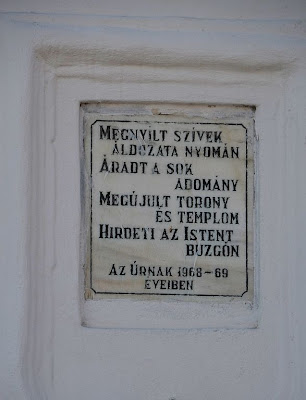 MEGNYILT SZÍVEK
ÁLDOZATA NYOMÁN
ÁRADT A SOK
ADOMÁNY
MEGÚJULT TORONY
ÉS TEMPLOM
HIRDETI AZ ISTENT
BUZGÓN
AZ ÚRNAK 1968-69
ÉVEIBEN